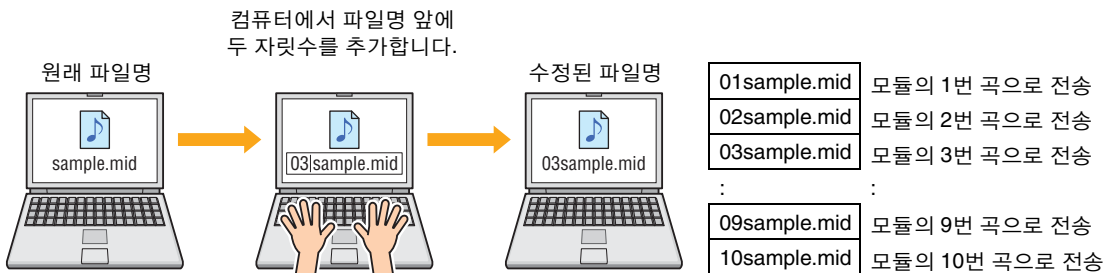 컴퓨터에서 파일명 앞에
두 자릿수를 추가합니다.
원래 파일명
수정된 파일명
sample.mid
03|sample.mid
03sample.mid
01sample.mid 모듈의 1번 곡으로 전송
02sample.mid 모듈의 2번 곡으로 전송
03sample.mid 모듈의 3번 곡으로 전송
: :
09sample.mid 모듈의 9번 곡으로 전송
10sample.mid 모듈의 10번 곡으로 전송